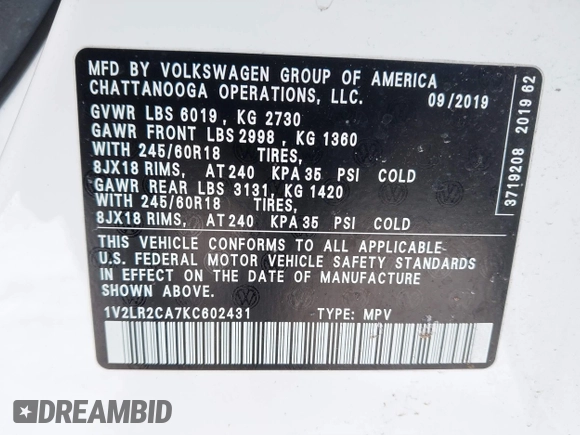 MFD BY VOLKSWAGEN GROUP OF AMERICA
CHATTANOOGA OPERATIONS, LLC. 09/2019
GVWR LBS 6019 , KG 2730
GAWR FRONT LBS 2998 , KG 1360
WITH 245/60R18 TIRES,
8JX18 RIMS, AT 240 KPA 35 PSI COLD
GAWR REAR LBS 3131, KG 1420
WITH 245/60R18 TIRES,
8JX18 RIMS, AT 240 KPA 35 PSI COLD
THIS VEHICLE CONFORMS TO ALL APPLICABLE
U.S. FEDERAL MOTOR VEHICLE SAFETY STANDARDS
IN EFFECT ON THE DATE OF MANUFACTURE
SHOWN ABOVE.
1V2LR2CA7KC602431 TYPE: MPV
3719208 2019 62
DREAMBID